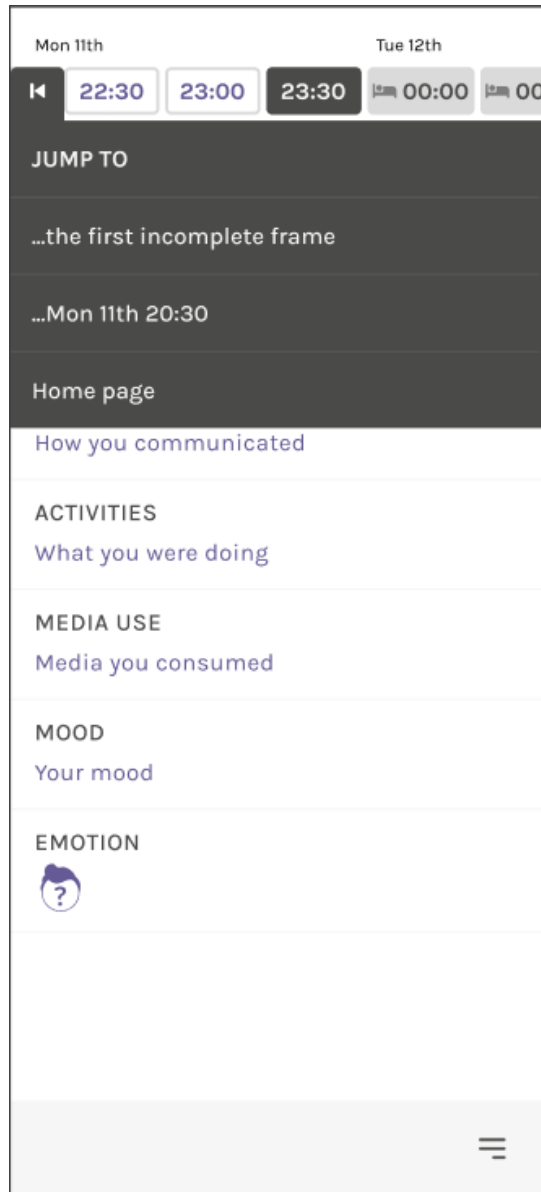 Mon 11th Tue 12th
22:30 23:00 23:30 00:00 00
JUMP TO
...the first incomplete frame
...Mon 11th 20:30
Home page
How you communicated
ACTIVITIES
What you were doing
MEDIA USE
Media you consumed
MOOD
Your mood
EMOTION
?